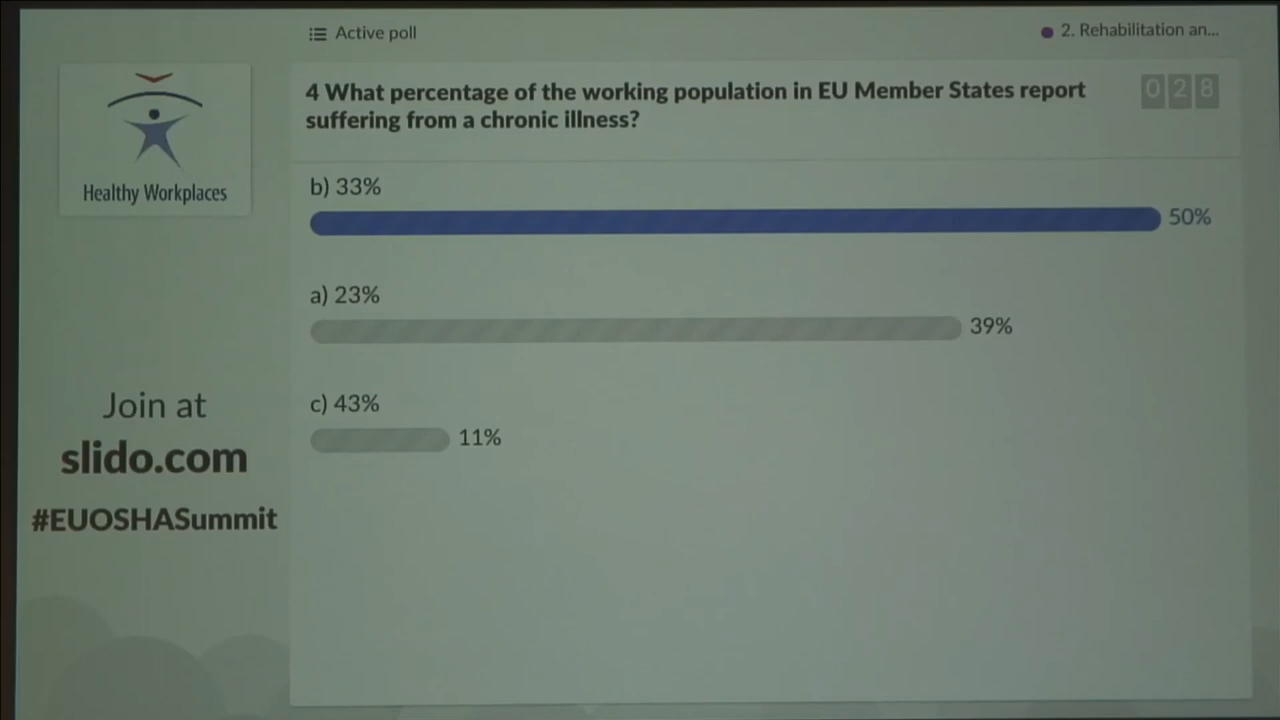 Active poll
2. Rehabilitation an...
4 What percentage of the working population in EU Member States report
suffering from a chronic illness?
028
Healthy Workplaces
b) 33%
50%
a) 23%
39%
c) 43%
11%
Join at
slido.com
#EUOSHASummit